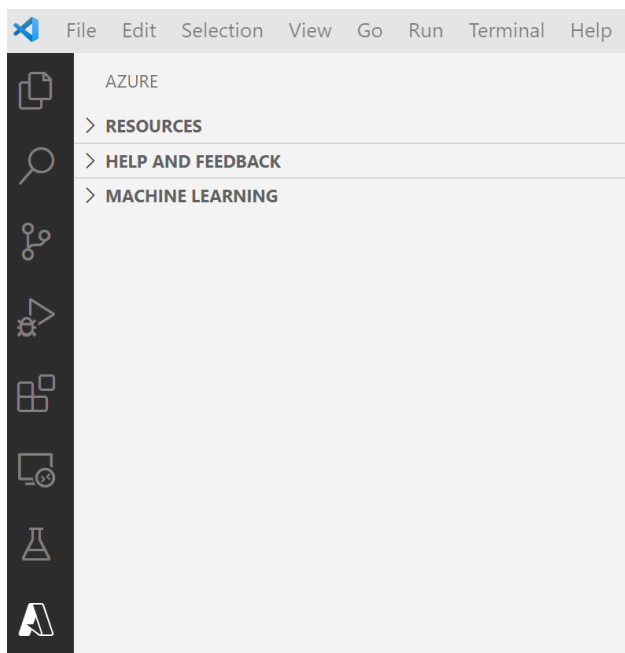 File Edit Selection View Go Run Terminal Help
AZURE
RESOURCES
HELP AND FEEDBACK
MACHINE LEARNING